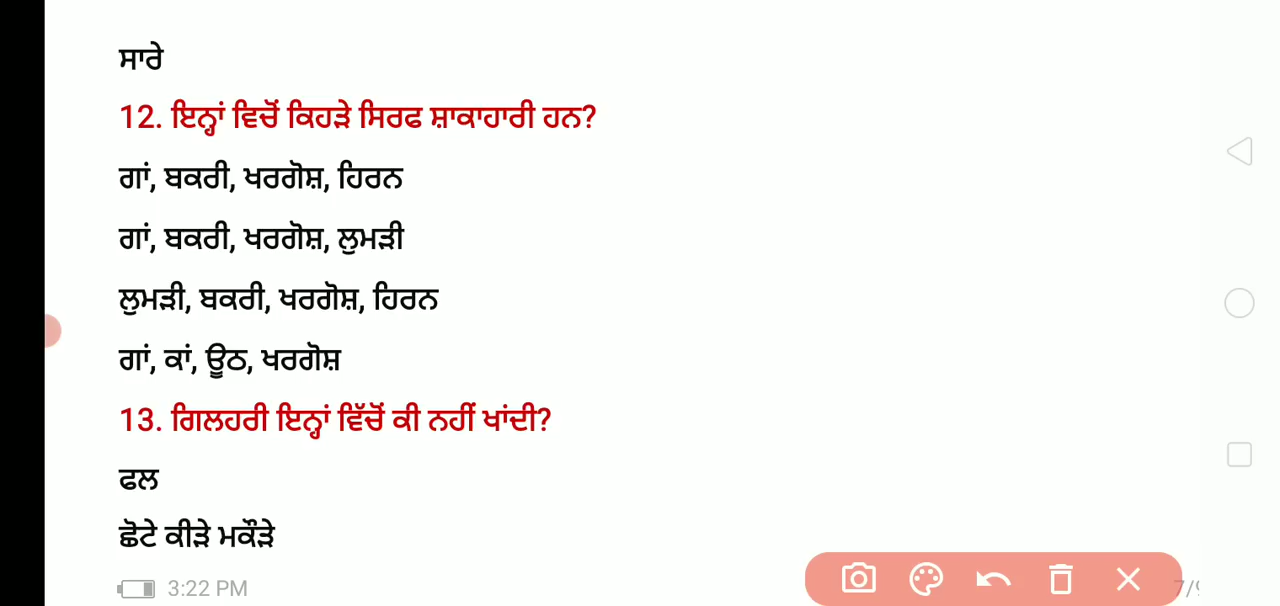 ਸਾਰੇ
12. ਇਨ੍ਹਾਂ ਵਿਚੋਂ ਕਿਹੜੇ ਸਿਰਫ ਸ਼ਾਕਾਹਾਰੀ ਹਨ?
ਗਾਂ, ਬਕਰੀ, ਖਰਗੋਸ਼, ਹਿਰਨ
ਗਾਂ, ਬਕਰੀ, ਖਰਗੋਸ਼, ਲੁਮੜੀ
ਲੁਮੜੀ, ਬਕਰੀ, ਖਰਗੋਸ਼, ਹਿਰਨ
ਗਾਂ, ਕਾਂ, ਊਠ, ਖਰਗੋਸ਼
13. ਗਿਲਹਰੀ ਇਨ੍ਹਾਂ ਵਿੱਚੋਂ ਕੀ ਨਹੀਂ ਖਾਂਦੀ?
ਫਲ
ਛੋਟੇ ਕੀੜੇ ਮਕੌੜੇ
3:22 PM